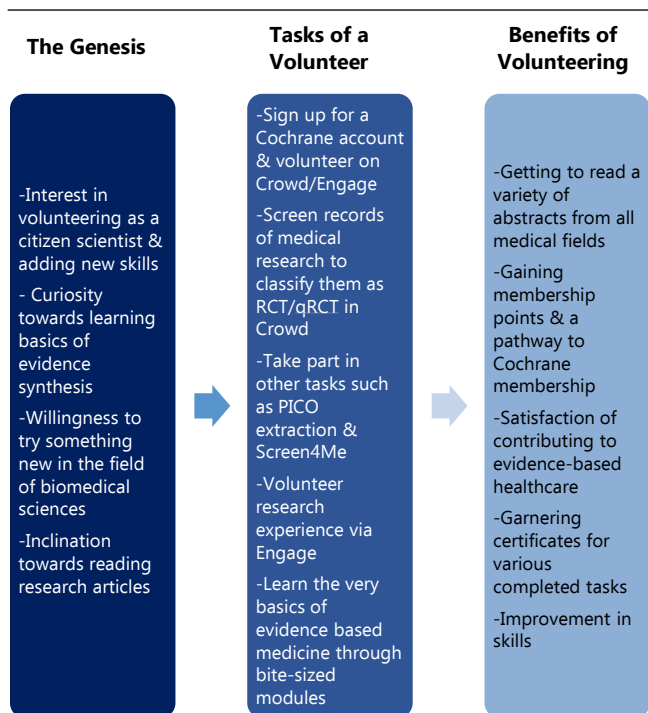 The Genesis
-Interest in
volunteering as a
citizen scientist &
adding new skills
- Curiosity
towards learning
basics of
evidence
synthesis
-Willingness to
try something
new in the field
of biomedical
sciences
-Inclination
towards reading
research articles
Tasks of a
Volunteer
-Sign up for a
Cochrane account
& volunteer on
Crowd/Engage
-Screen records
of medical
research to
classify them as
RCT/qRCT in
Crowd
-Take part in
other tasks such
as PICO
extraction &
Screen4Me
-Volunteer
research
experience via
Engage
-Learn the very
basics of
evidence based
medicine through
bite-sized
modules
Benefits of
Volunteering
-Getting to read a
variety of
abstracts from all
medical fields
-Gaining
membership
points & a
pathway to
Cochrane
membership
-Satisfaction of
contributing to
evidence-based
healthcare
-Garnering
certificates for
various
completed tasks
-Improvement in
skills